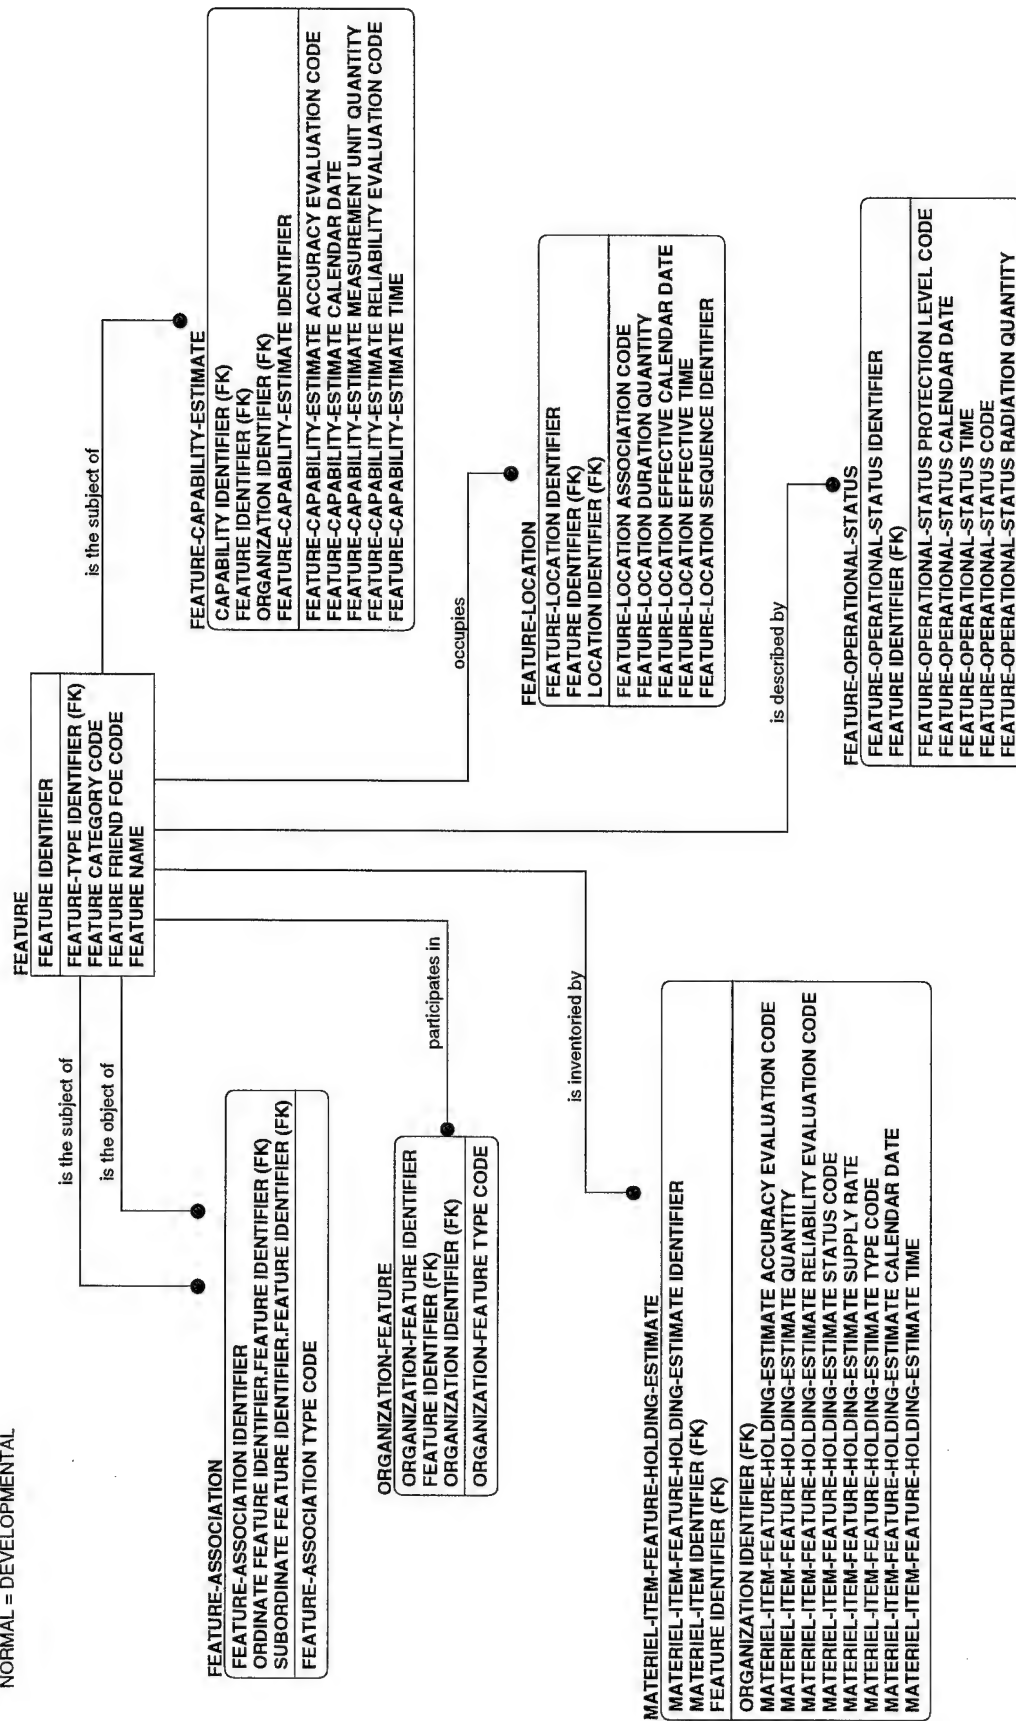 NORMAL = DEVELOPMENTAL
FEATURE
FEATURE IDENTIFIER
FEATURE-TYPE IDENTIFIER (FK)
FEATURE CATEGORY CODE
FEATURE FRIEND FOE CODE
FEATURE NAME
is the subject of
is the object of
FEATURE-ASSOCIATION
FEATURE-ASSOCIATION IDENTIFIER
ORDINATE FEATURE IDENTIFIER.FEATURE IDENTIFIER (FK)
SUBORDINATE FEATURE IDENTIFIER.FEATURE IDENTIFIER (FK)
FEATURE-ASSOCIATION TYPE CODE
is the subject of
FEATURE-CAPABILITY-ESTIMATE
CAPABILITY IDENTIFIER (FK)
FEATURE IDENTIFIER (FK)
ORGANIZATION IDENTIFIER (FK)
FEATURE-CAPABILITY-ESTIMATE IDENTIFIER
FEATURE-CAPABILITY-ESTIMATE ACCURACY EVALUATION CODE
FEATURE-CAPABILITY-ESTIMATE CALENDAR DATE
FEATURE-CAPABILITY-ESTIMATE MEASUREMENT UNIT QUANTITY
FEATURE-CAPABILITY-ESTIMATE RELIABILITY EVALUATION CODE
FEATURE-CAPABILITY-ESTIMATE TIME
participates in
ORGANIZATION-FEATURE
ORGANIZATION-FEATURE IDENTIFIER
FEATURE IDENTIFIER (FK)
ORGANIZATION IDENTIFIER (FK)
ORGANIZATION-FEATURE TYPE CODE
occupies
FEATURE-LOCATION
FEATURE-LOCATION IDENTIFIER
FEATURE IDENTIFIER (FK)
LOCATION IDENTIFIER (FK)
FEATURE-LOCATION ASSOCIATION CODE
FEATURE-LOCATION DURATION QUANTITY
FEATURE-LOCATION EFFECTIVE CALENDAR DATE
FEATURE-LOCATION EFFECTIVE TIME
FEATURE-LOCATION SEQUENCE IDENTIFIER
is inventoried by
MATERIEL-ITEM-FEATURE-HOLDING-ESTIMATE
MATERIEL-ITEM-FEATURE-HOLDING-ESTIMATE IDENTIFIER
MATERIEL-ITEM IDENTIFIER (FK)
FEATURE IDENTIFIER (FK)
ORGANIZATION IDENTIFIER (FK)
MATERIEL-ITEM-FEATURE-HOLDING-ESTIMATE ACCURACY EVALUATION CODE
MATERIEL-ITEM-FEATURE-HOLDING-ESTIMATE QUANTITY
MATERIEL-ITEM-FEATURE-HOLDING-ESTIMATE RELIABILITY EVALUATION CODE
MATERIEL-ITEM-FEATURE-HOLDING-ESTIMATE STATUS CODE
MATERIEL-ITEM-FEATURE-HOLDING-ESTIMATE SUPPLY RATE
MATERIEL-ITEM-FEATURE-HOLDING-ESTIMATE TYPE CODE
MATERIEL-ITEM-FEATURE-HOLDING-ESTIMATE CALENDAR DATE
MATERIEL-ITEM-FEATURE-HOLDING-ESTIMATE TIME
is described by
FEATURE-OPERATIONAL-STATUS
FEATURE-OPERATIONAL-STATUS IDENTIFIER
FEATURE IDENTIFIER (FK)
FEATURE-OPERATIONAL-STATUS PROTECTION LEVEL CODE
FEATURE-OPERATIONAL-STATUS CALENDAR DATE
FEATURE-OPERATIONAL-STATUS TIME
FEATURE-OPERATIONAL-STATUS CODE
FEATURE-OPERATIONAL-STATUS RADIATION QUANTITY